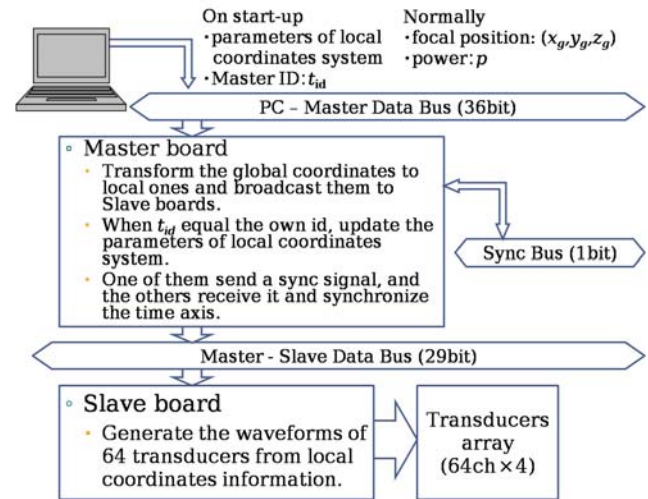 On start-up
・parameters of local
coordinates system
・Master ID: t_id
Normally
・focal position: (x_g,y_g,z_g)
・power: p
PC – Master Data Bus (36bit)
▫ Master board
• Transform the global coordinates to
local ones and broadcast them to
Slave boards.
• When t_id equal the own id, update the
parameters of local coordinates
system.
• One of them send a sync signal, and
the others receive it and synchronize
the time axis.
Sync Bus (1bit)
Master - Slave Data Bus (29bit)
▫ Slave board
• Generate the waveforms of
64 transducers from local
coordinates information.
Transducers
array
(64ch×4)